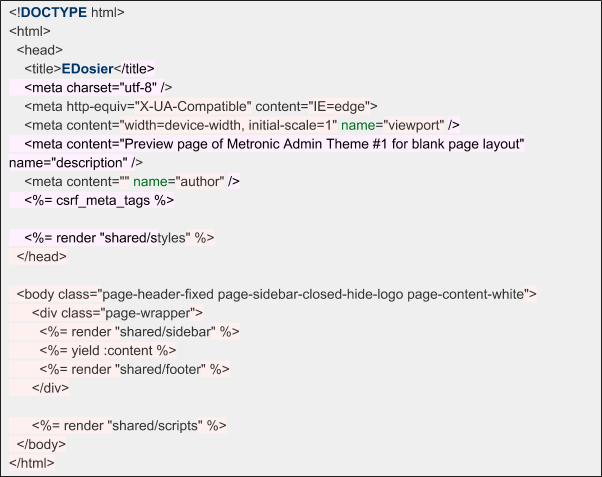 <!DOCTYPE html>
<html>
  <head>
    <title>EDosier</title>
    <meta charset="utf-8" />
    <meta http-equiv="X-UA-Compatible" content="IE=edge">
    <meta content="width=device-width, initial-scale=1" name="viewport" />
    <meta content="Preview page of Metronic Admin Theme #1 for blank page layout"
name="description" />
    <meta content="" name="author" />
    <%= csrf_meta_tags %>

    <%= render "shared/styles" %>
  </head>

  <body class="page-header-fixed page-sidebar-closed-hide-logo page-content-white">
      <div class="page-wrapper">
        <%= render "shared/sidebar" %>
        <%= yield :content %>
        <%= render "shared/footer" %>
      </div>

      <%= render "shared/scripts" %>
  </body>
</html>